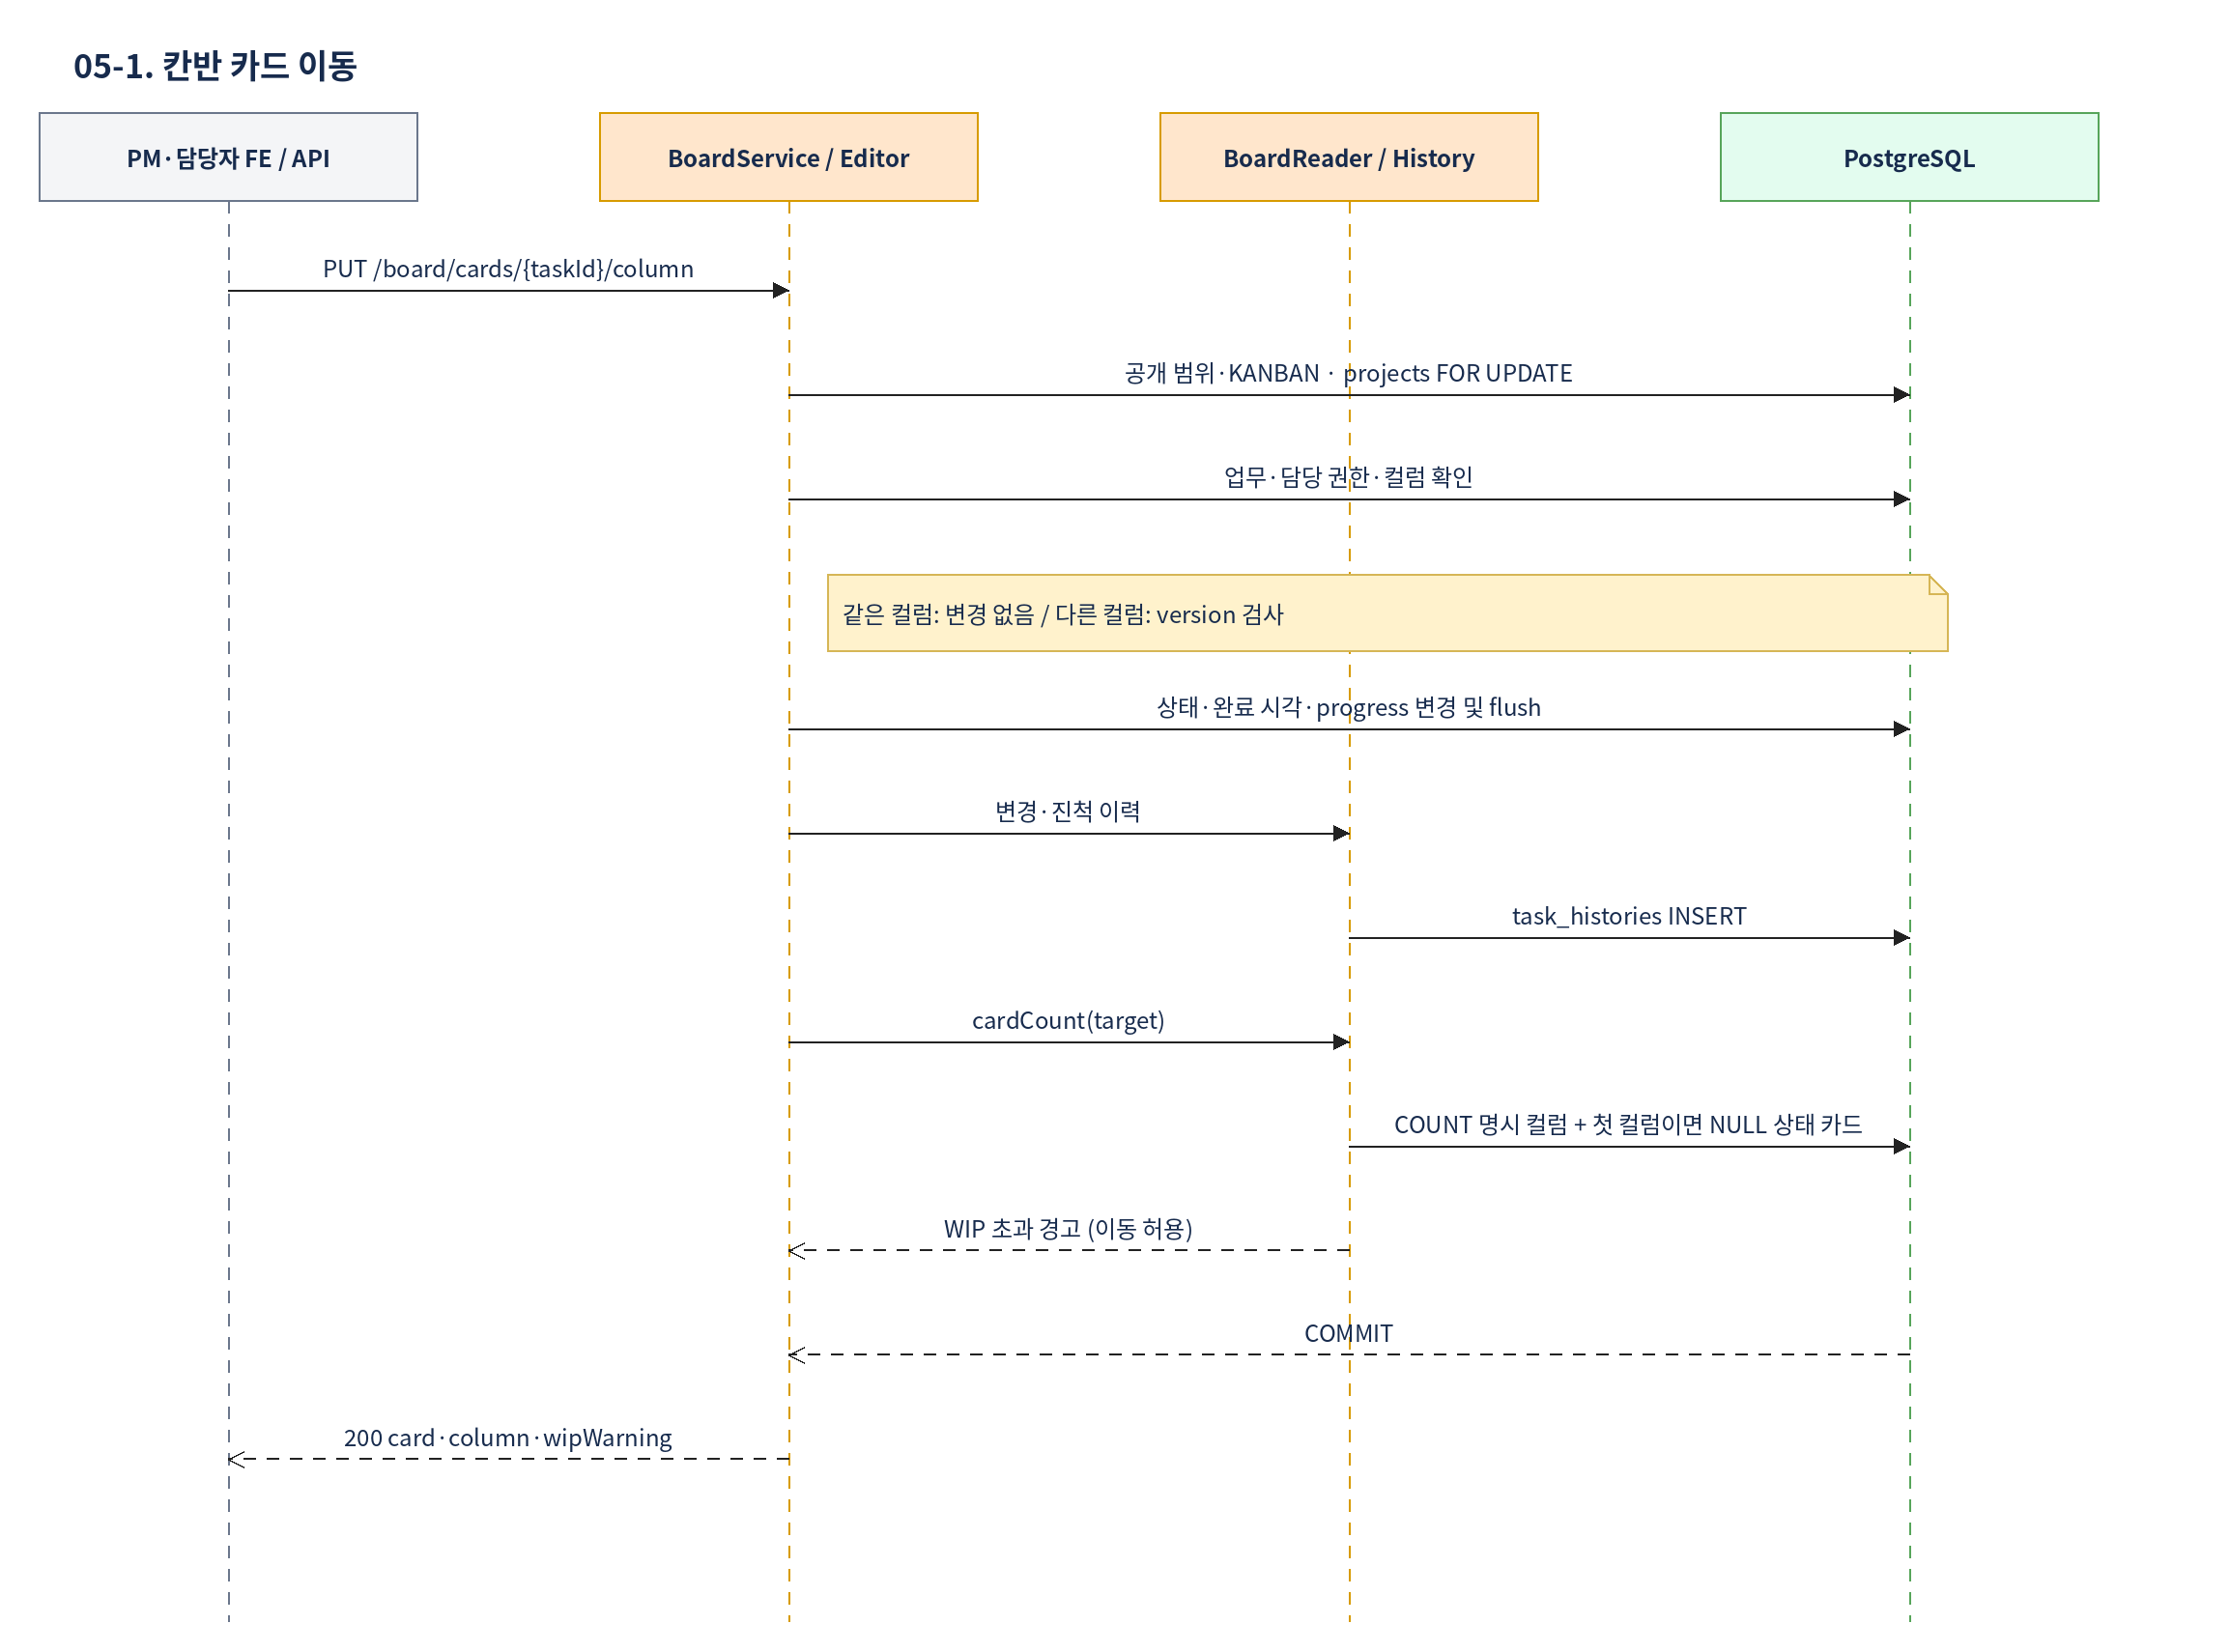 05-1. 칸반 카드 이동
PM·담당자 FE / API
BoardService / Editor
BoardReader / History
PostgreSQL
PUT /board/cards/{taskId}/column
공개 범위·KANBAN · projects FOR UPDATE
업무·담당 권한·컬럼 확인
같은 컬럼: 변경 없음 / 다른 컬럼: version 검사
상태·완료 시각·progress 변경 및 flush
변경·진척 이력
task_histories INSERT
cardCount(target)
COUNT 명시 컬럼 + 첫 컬럼이면 NULL 상태 카드
WIP 초과 경고 (이동 허용)
COMMIT
200 card·column·wipWarning